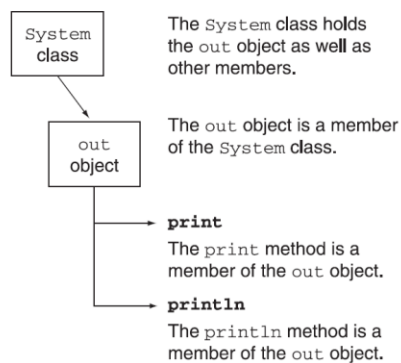 System
class
The System class holds
the out object as well as
other members.
out
object
The out object is a member
of the System class.
print
The print method is a
member of the out object.
println
The println method is a
member of the out object.